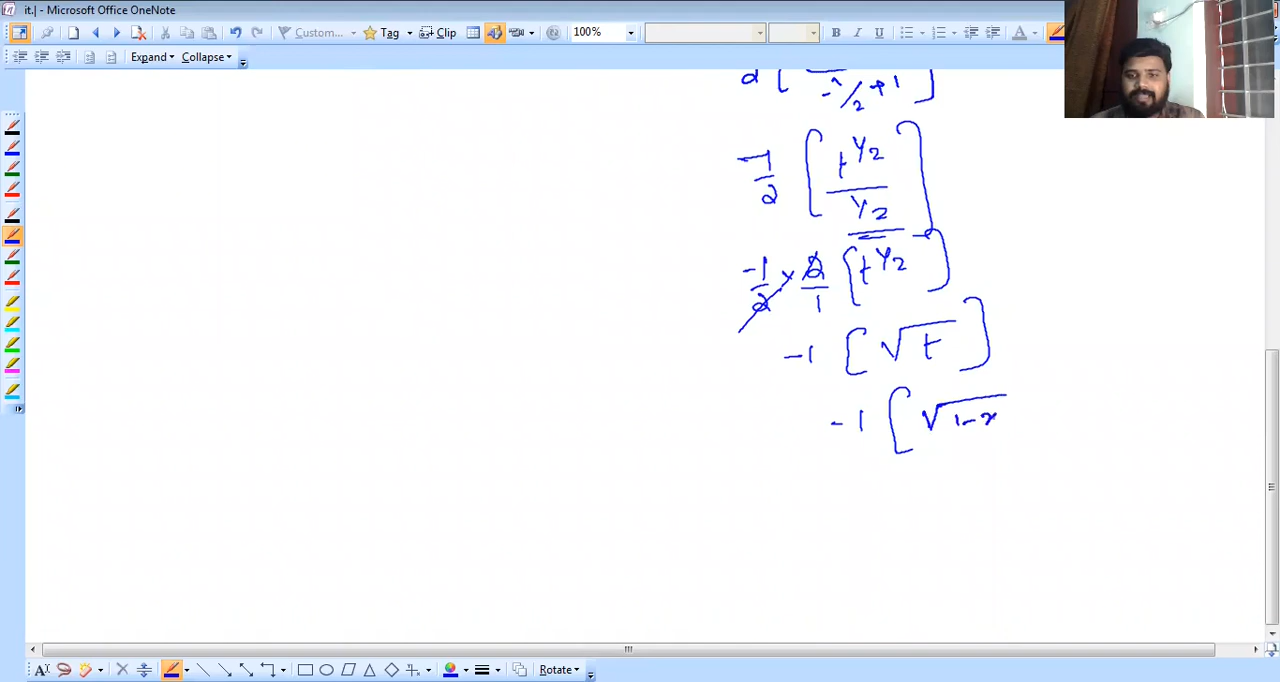 it. - Microsoft Office OneNote
Custom... Tag Clip 100% B I U A
Expand Collapse
2 [ -1/2 + 1 ]
-1/2 [ t^1/2 / 1/2 ]
-1/2 × 2/1 [ t^1/2 ]
-1 [ √t ]
-1 [ √1-x
Rotate